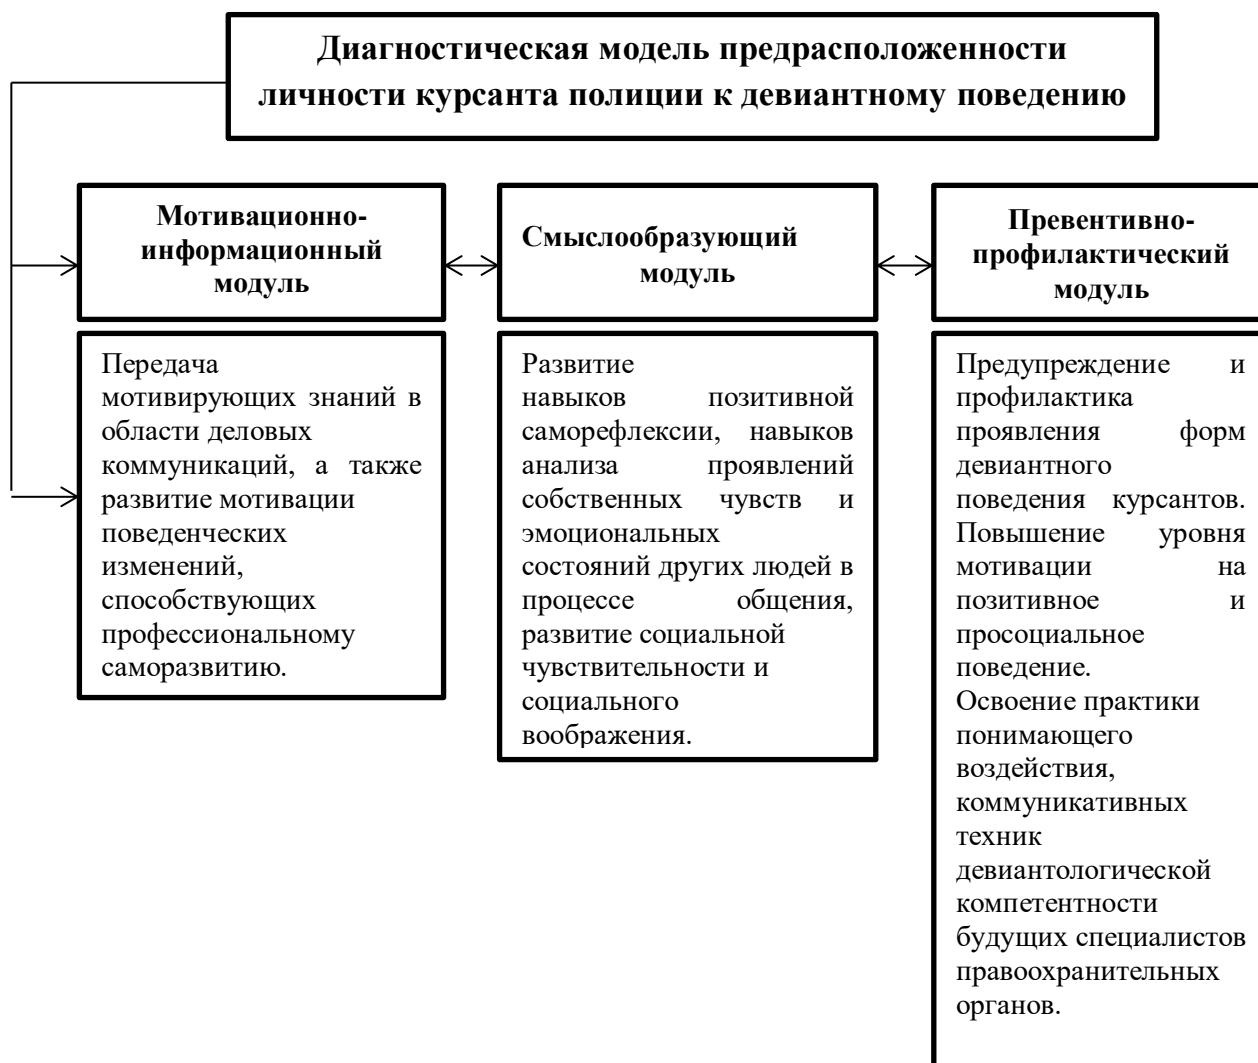 Диагностическая модель предрасположенности
личности курсанта полиции к девиантному поведению
Мотивационно-
информационный
модуль
Смыслообразующий
модуль
Превентивно-
профилактический
модуль
Передача
мотивирующих знаний в
области деловых
коммуникаций, а также
развитие мотивации
поведенческих
изменений,
способствующих
профессиональному
саморазвитию.
Развитие
навыков позитивной
саморефлексии, навыков
анализа проявлений
собственных чувств и
эмоциональных
состояний других людей в
процессе общения,
развитие социальной
чувствительности и
социального
воображения.
Предупреждение и
профилактика
проявления форм
девиантного
поведения курсантов.
Повышение уровня
мотивации на
позитивное и
просоциальное
поведение.
Освоение практики
понимающего
воздействия,
коммуникативных
техник
девиантологической
компетентности
будущих специалистов
правоохранительных
органов.